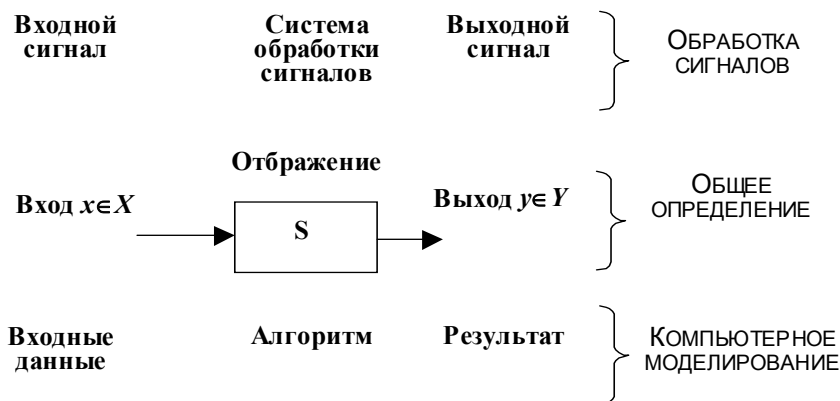 Входной
сигнал
Система
обработки
сигналов
Выходной
сигнал
ОБРАБОТКА
СИГНАЛОВ
Отбражение
Вход x∈X
S
Выход y∈Y
ОБЩЕЕ
ОПРЕДЕЛЕНИЕ
Входные
данные
Алгоритм
Результат
КОМПЬЮТЕРНОЕ
МОДЕЛИРОВАНИЕ